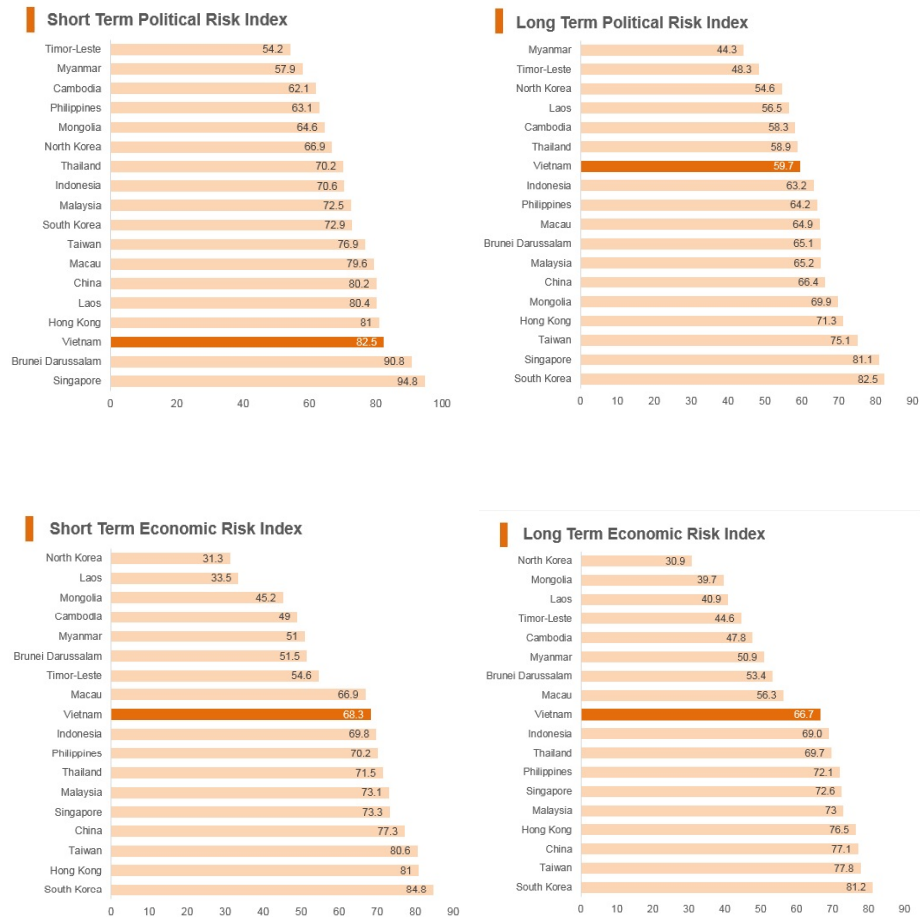 Short Term Political Risk Index
Timor-Leste 54.2
Myanmar 57.9
Cambodia 62.1
Philippines 63.1
Mongolia 64.6
North Korea 66.9
Thailand 70.2
Indonesia 70.6
Malaysia 72.5
South Korea 72.9
Taiwan 76.9
Macau 79.6
China 80.2
Laos 80.4
Hong Kong 81
Vietnam 82.5
Brunei Darussalam 90.8
Singapore 94.8
0 20 40 60 80 100
Long Term Political Risk Index
Myanmar 44.3
Timor-Leste 48.3
North Korea 54.6
Laos 56.5
Cambodia 58.3
Thailand 58.9
Vietnam 59.7
Indonesia 63.2
Philippines 64.2
Macau 64.9
Brunei Darussalam 65.1
Malaysia 65.2
China 66.4
Mongolia 69.9
Hong Kong 71.3
Taiwan 75.1
Singapore 81.1
South Korea 82.5
0 10 20 30 40 50 60 70 80 90
Short Term Economic Risk Index
North Korea 31.3
Laos 33.5
Mongolia 45.2
Cambodia 49
Myanmar 51
Brunei Darussalam 51.5
Timor-Leste 54.6
Macau 66.9
Vietnam 68.3
Indonesia 69.8
Philippines 70.2
Thailand 71.5
Malaysia 73.1
Singapore 73.3
China 77.3
Taiwan 80.6
Hong Kong 81
South Korea 84.8
0 10 20 30 40 50 60 70 80 90
Long Term Economic Risk Index
North Korea 30.9
Mongolia 39.7
Laos 40.9
Timor-Leste 44.6
Cambodia 47.8
Myanmar 50.9
Brunei Darussalam 53.4
Macau 56.3
Vietnam 66.7
Indonesia 69.0
Thailand 69.7
Philippines 72.1
Singapore 72.6
Malaysia 73
Hong Kong 76.5
China 77.1
Taiwan 77.8
South Korea 81.2
0 10 20 30 40 50 60 70 80 90